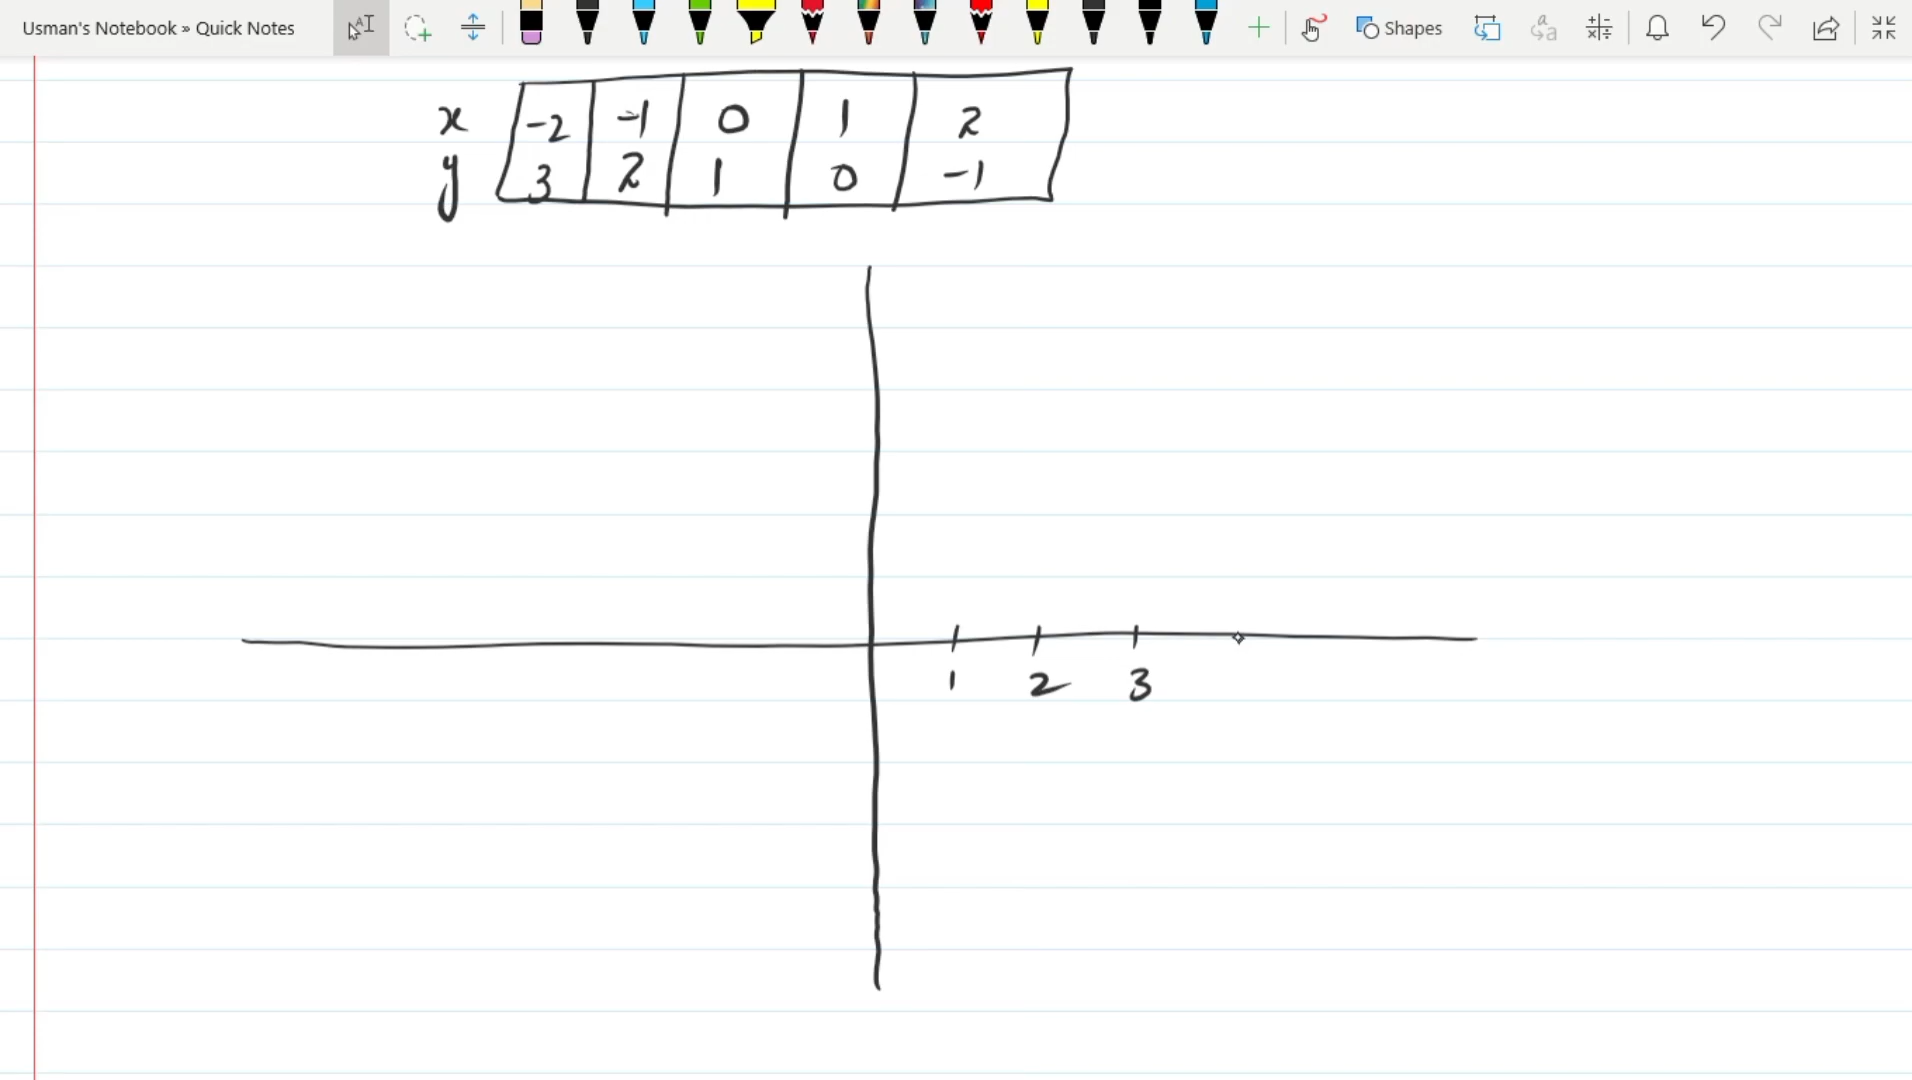 Usman's Notebook » Quick Notes Shapes
x -2 -1 0 1 2
y 3 2 1 0 -1
1 2 3